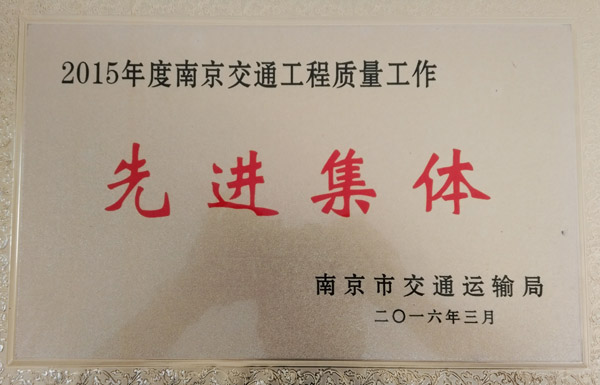 2015年度南京交通工程质量工作
先进集体
南京市交通运输局
二〇一六年三月